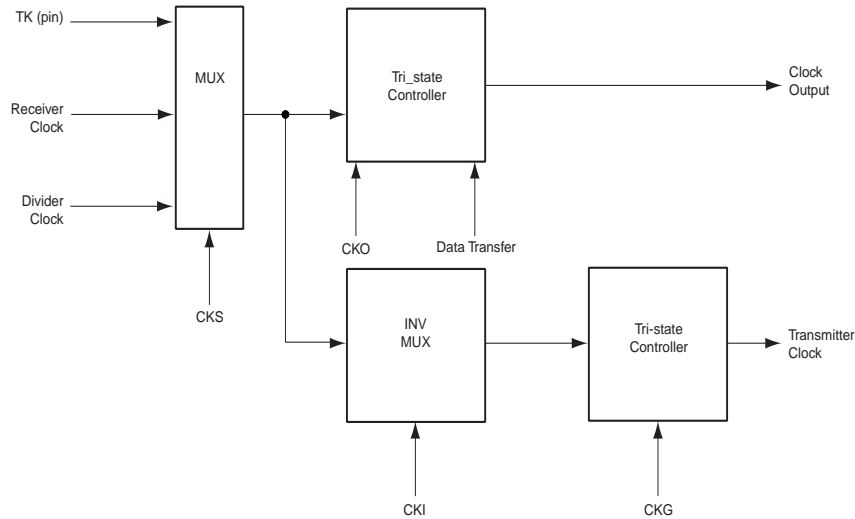 TK (pin)
MUX
Tri_state
Controller
Clock
Output
Receiver
Clock
Divider
Clock
CKO
Data Transfer
CKS
INV
MUX
Tri-state
Controller
Transmitter
Clock
CKI
CKG